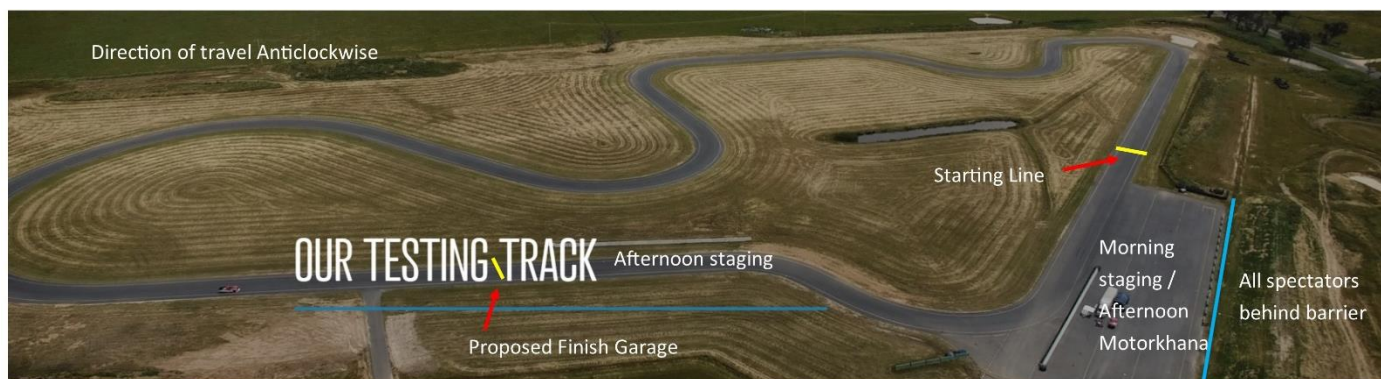 Direction of travel Anticlockwise
Starting Line
OUR TESTING TRACK
Afternoon staging
Morning
staging /
Afternoon
Motorkhana
All spectators
behind barrier
Proposed Finish Garage